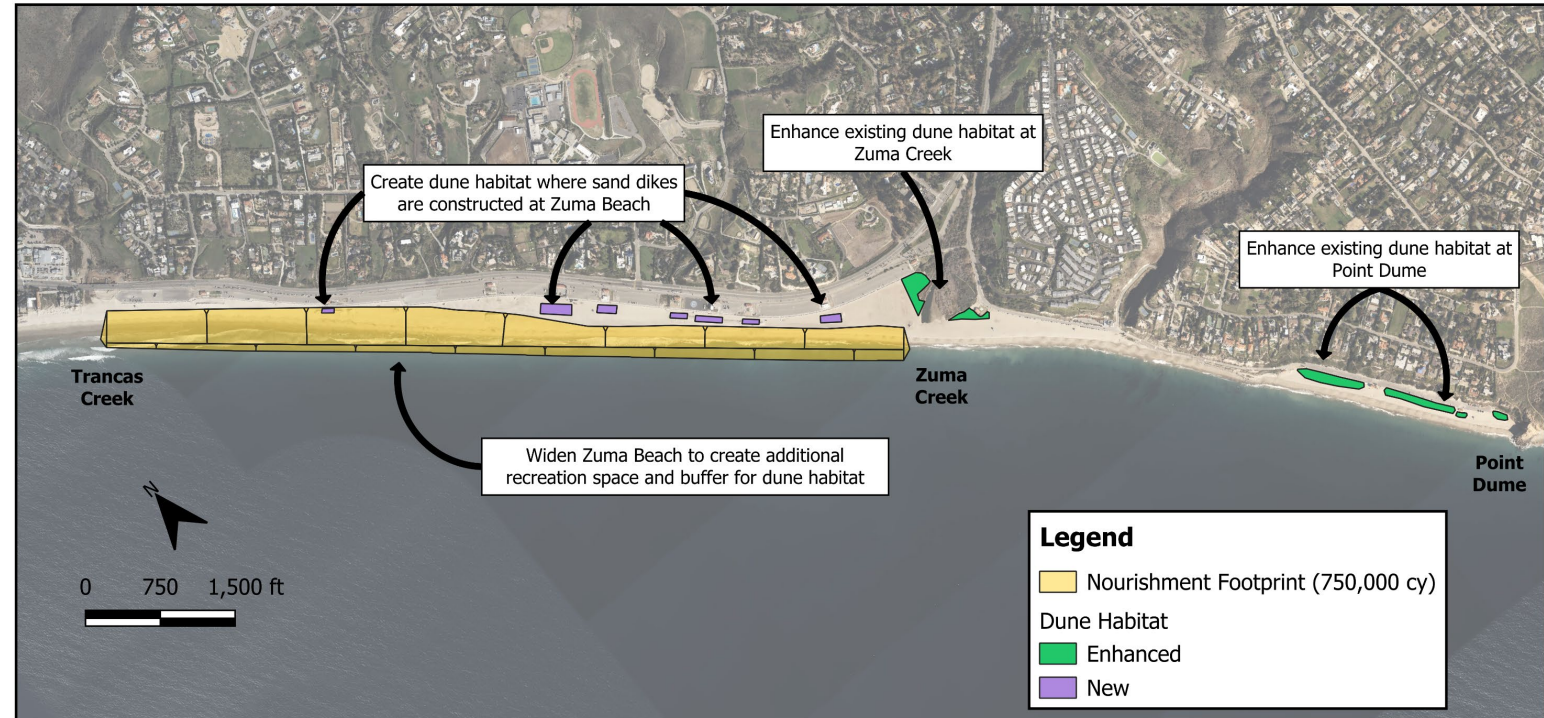 Enhance existing dune habitat at
Zuma Creek
Create dune habitat where sand dikes
are constructed at Zuma Beach
Enhance existing dune habitat at
Point Dume
Trancas
Creek
Zuma
Creek
Widen Zuma Beach to create additional
recreation space and buffer for dune habitat
Point
Dume
N
0 750 1,500 ft
Legend
Nourishment Footprint (750,000 cy)
Dune Habitat
Enhanced
New